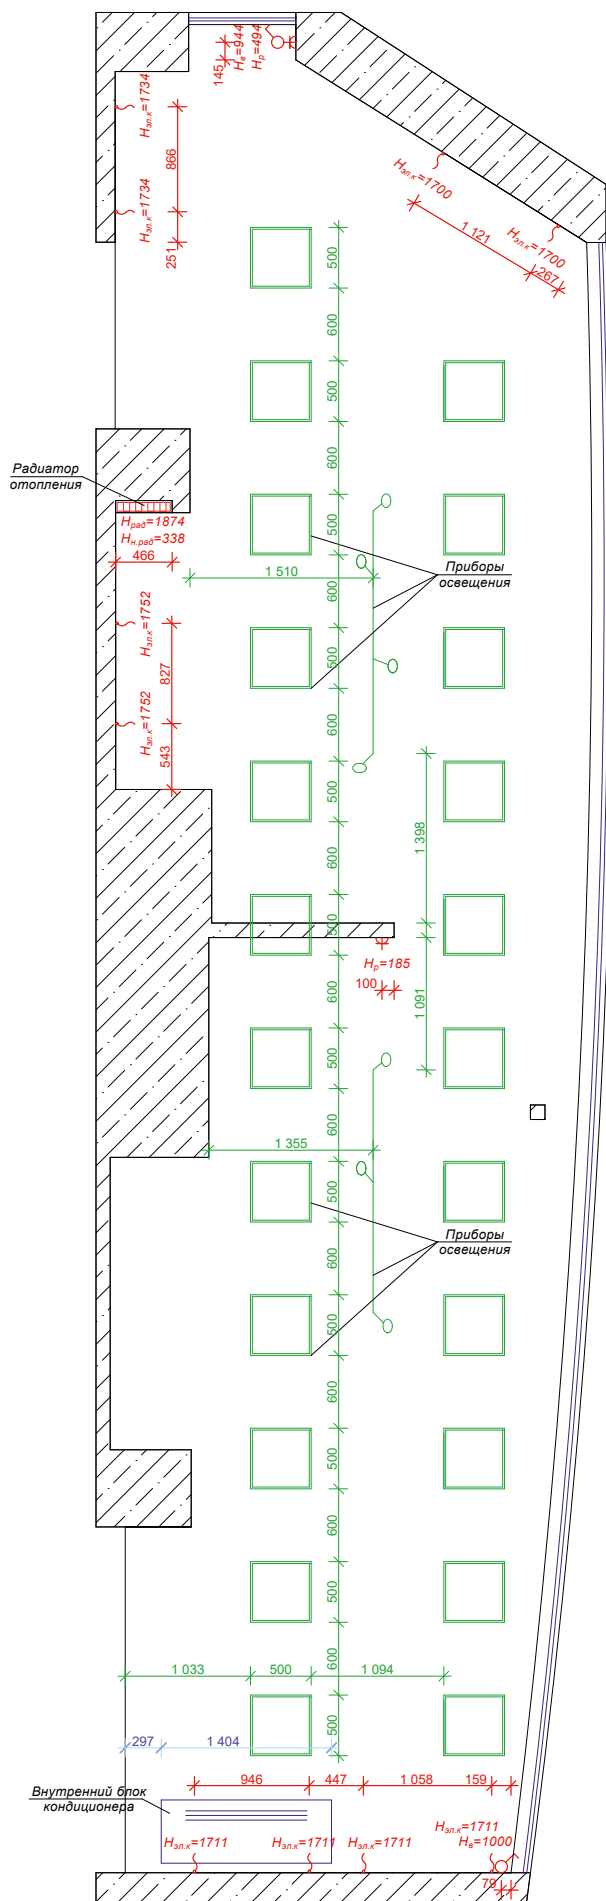 145
Hв=944
Hр=494
Hэл.к=1734
866
Hэл.к=1734
251
Hэл.к=1700
1 121
Hэл.к=1700
267
500
600
500
600
Радиатор
отопления
Hрад=1874
Hн.рад=338
466
500
1 510
Приборы
освещения
600
Hэл.к=1752
827
500
Hэл.к=1752
543
600
500
1 398
600
500
Hр=185
100
600
1 091
500
600
1 355
500
Приборы
освещения
600
500
600
500
600
500
600
1 033
500
1 094
500
297
1 404
946
447
1 058
159
Внутренний блок
кондиционера
Hэл.к=1711
Hэл.к=1711
Hэл.к=1711
Hэл.к=1711
Hв=1000
79